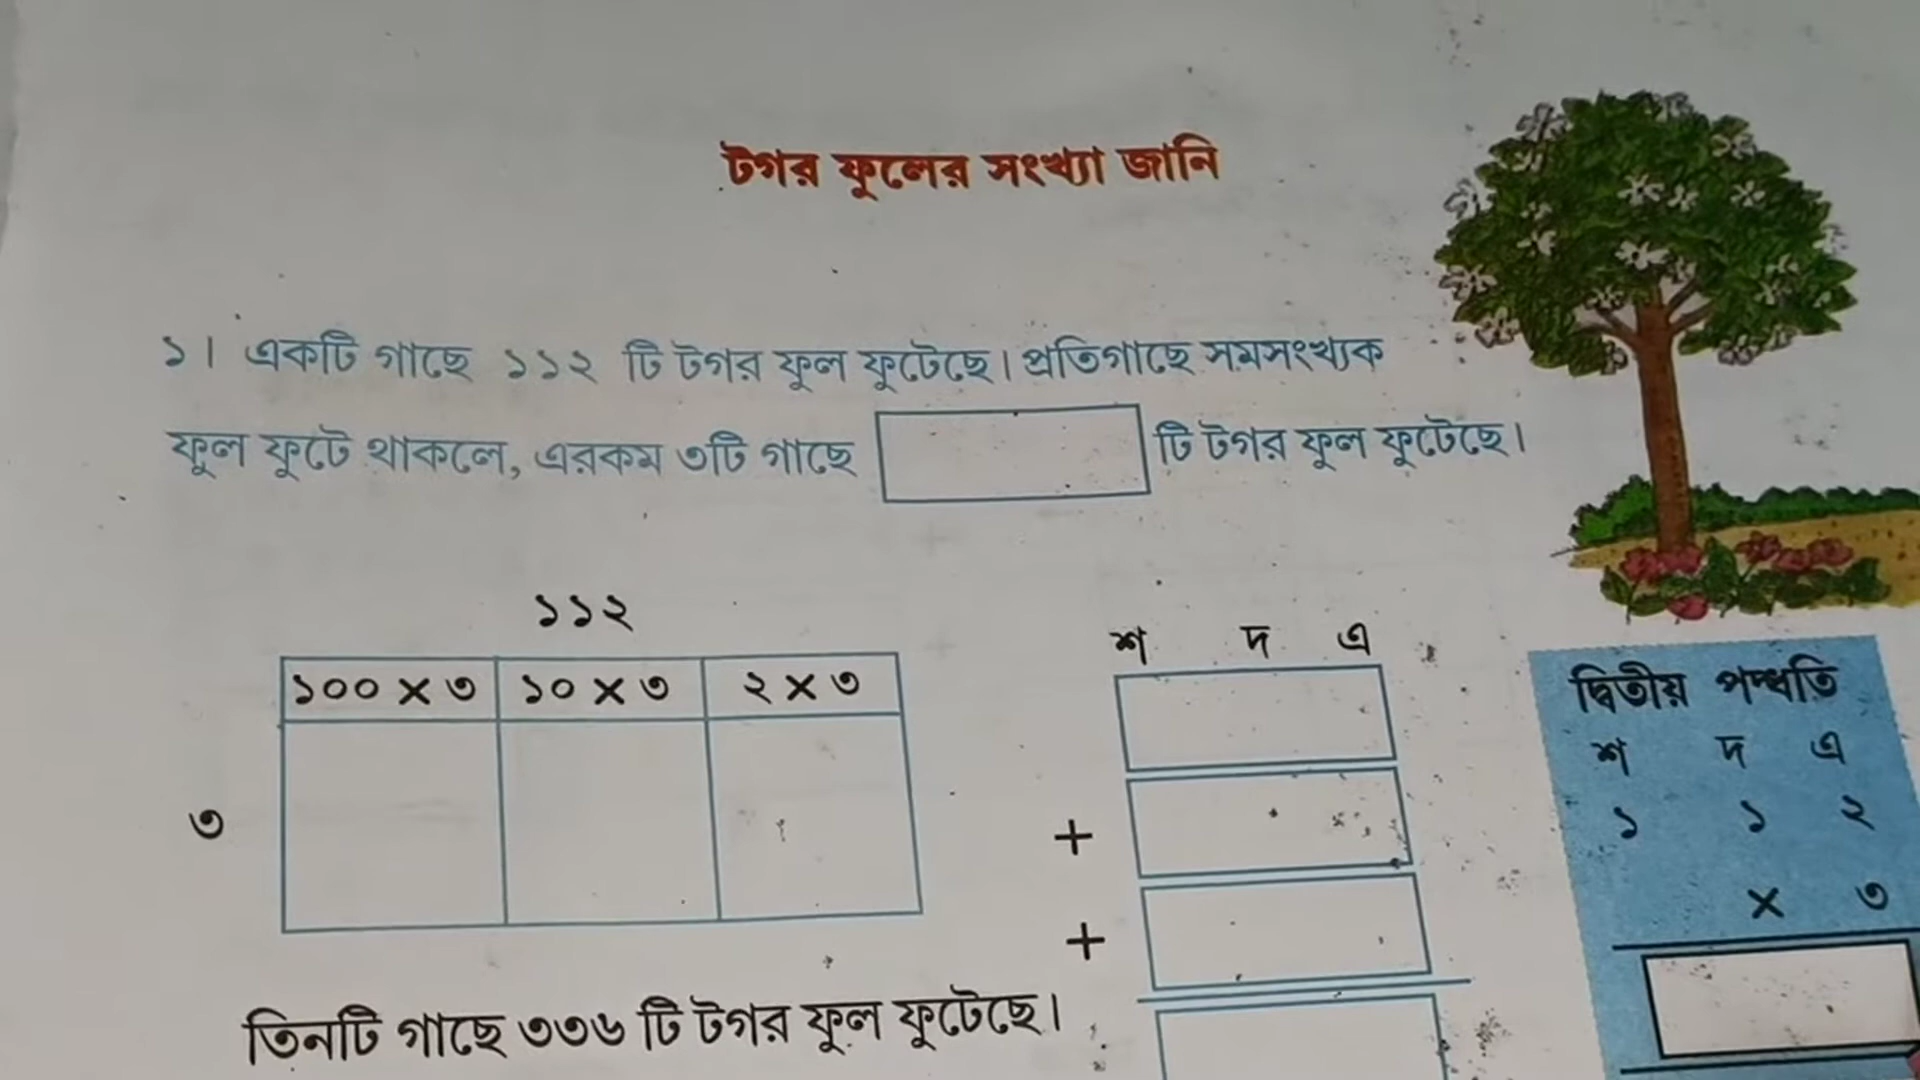 টগর ফুলের সংখ্যা জানি
১। একটি গাছে ১১২ টি টগর ফুল ফুটেছে। প্রতিগাছে সমসংখ্যক
ফুল ফুটে থাকলে, এরকম ৩টি গাছে টি টগর ফুল ফুটেছে।
১১২
১০০ × ৩ ১০ × ৩ ২ × ৩
৩
শ দ এ
+
+
তিনটি গাছে ৩৩৬ টি টগর ফুল ফুটেছে।
দ্বিতীয় পদ্ধতি
শ দ এ
১ ১ ২
× ৩